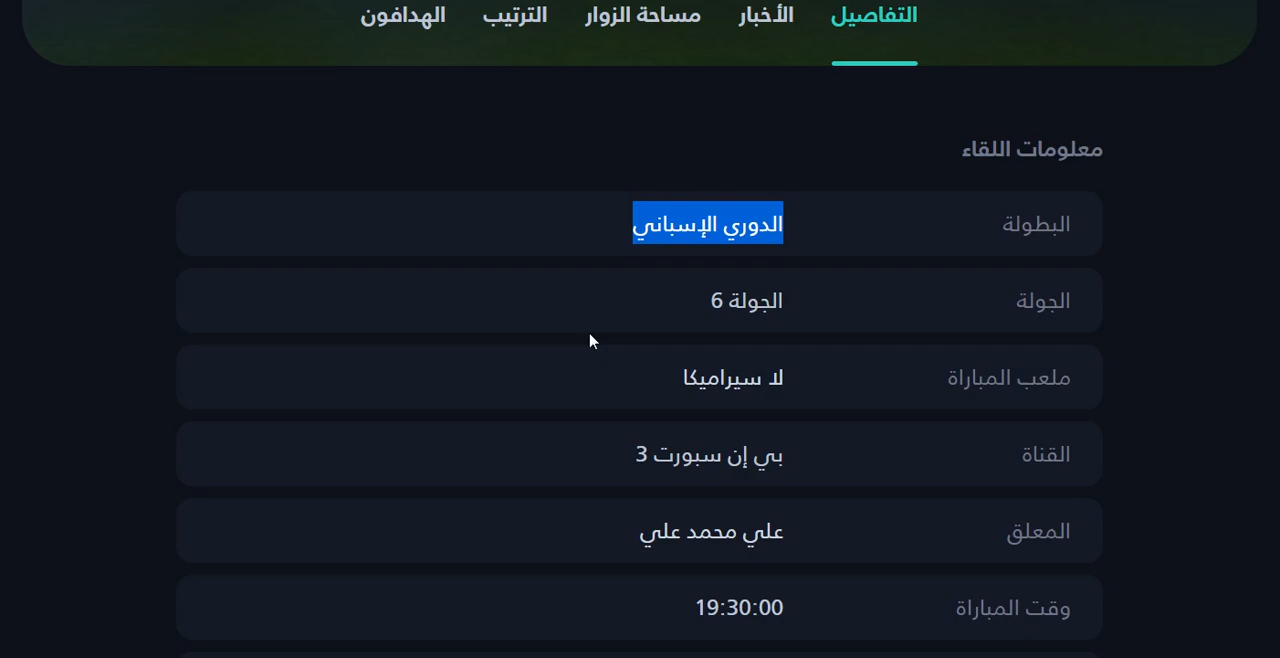 التفاصيل الأخبار مساحة الزوار الترتيب الهدافون
معلومات اللقاء
البطولة الدوري الإسباني
الجولة الجولة 6
ملعب المباراة لا سيراميكا
القناة بي إن سبورت 3
المعلق علي محمد علي
وقت المباراة 19:30:00